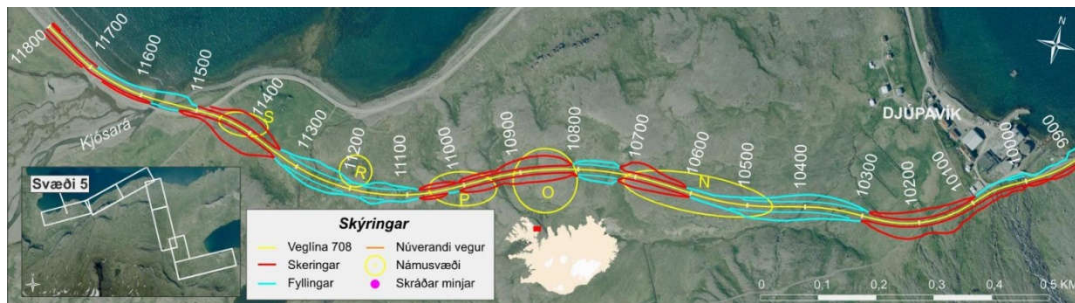 11800
11700
11600
11500
11400
11300
11200
11100
11000
10900
10800
10700
10600
10500
10400
10300
10200
10100
10000
9900
N
Kjósará
DJÚPAVÍK
S
R
P
O
N
Svæði 5
Skýringar
Veglína 708
Núverandi vegur
Skeringar
Námusvæði
Fyllingar
Skráðar minjar
0 0,1 0,2 0,3 0,4 0,5 KM